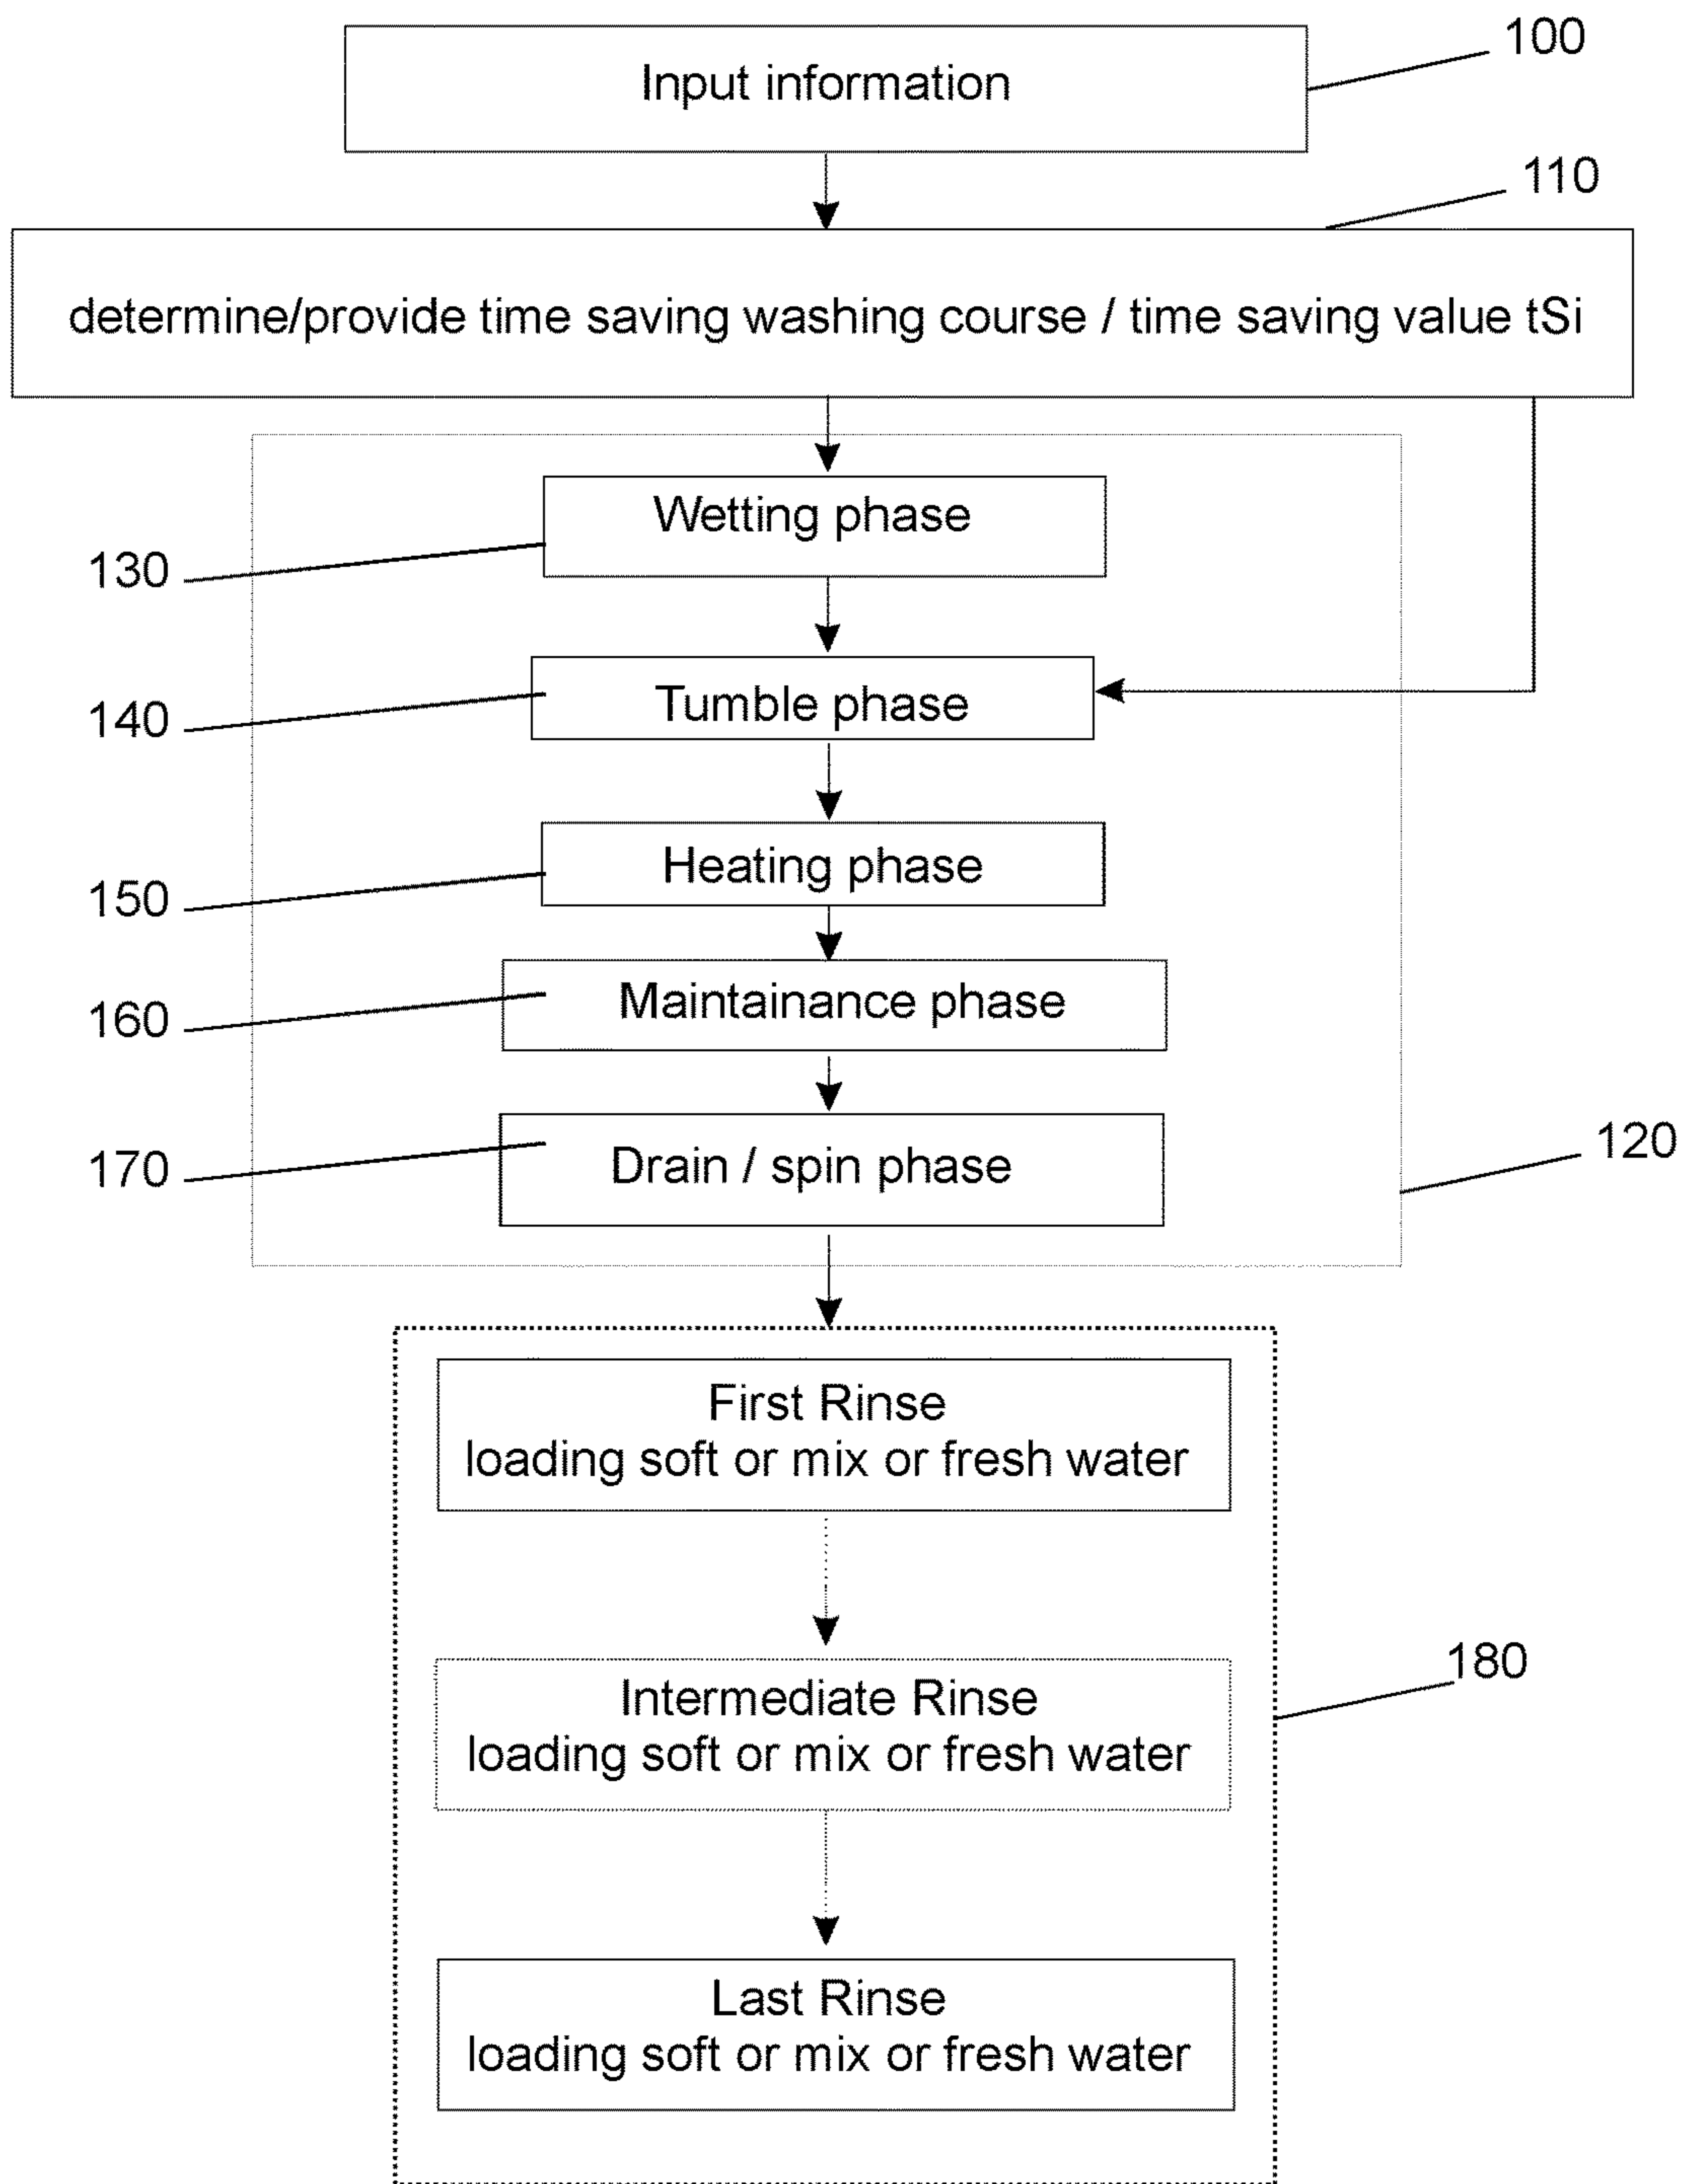 100
Input information
110
determine/provide time saving washing course / time saving value tSi
Wetting phase
130
Tumble phase
140
Heating phase
150
Maintainance phase
160
Drain / spin phase
170
120
First Rinse
loading soft or mix or fresh water
Intermediate Rinse
loading soft or mix or fresh water
180
Last Rinse
loading soft or mix or fresh water